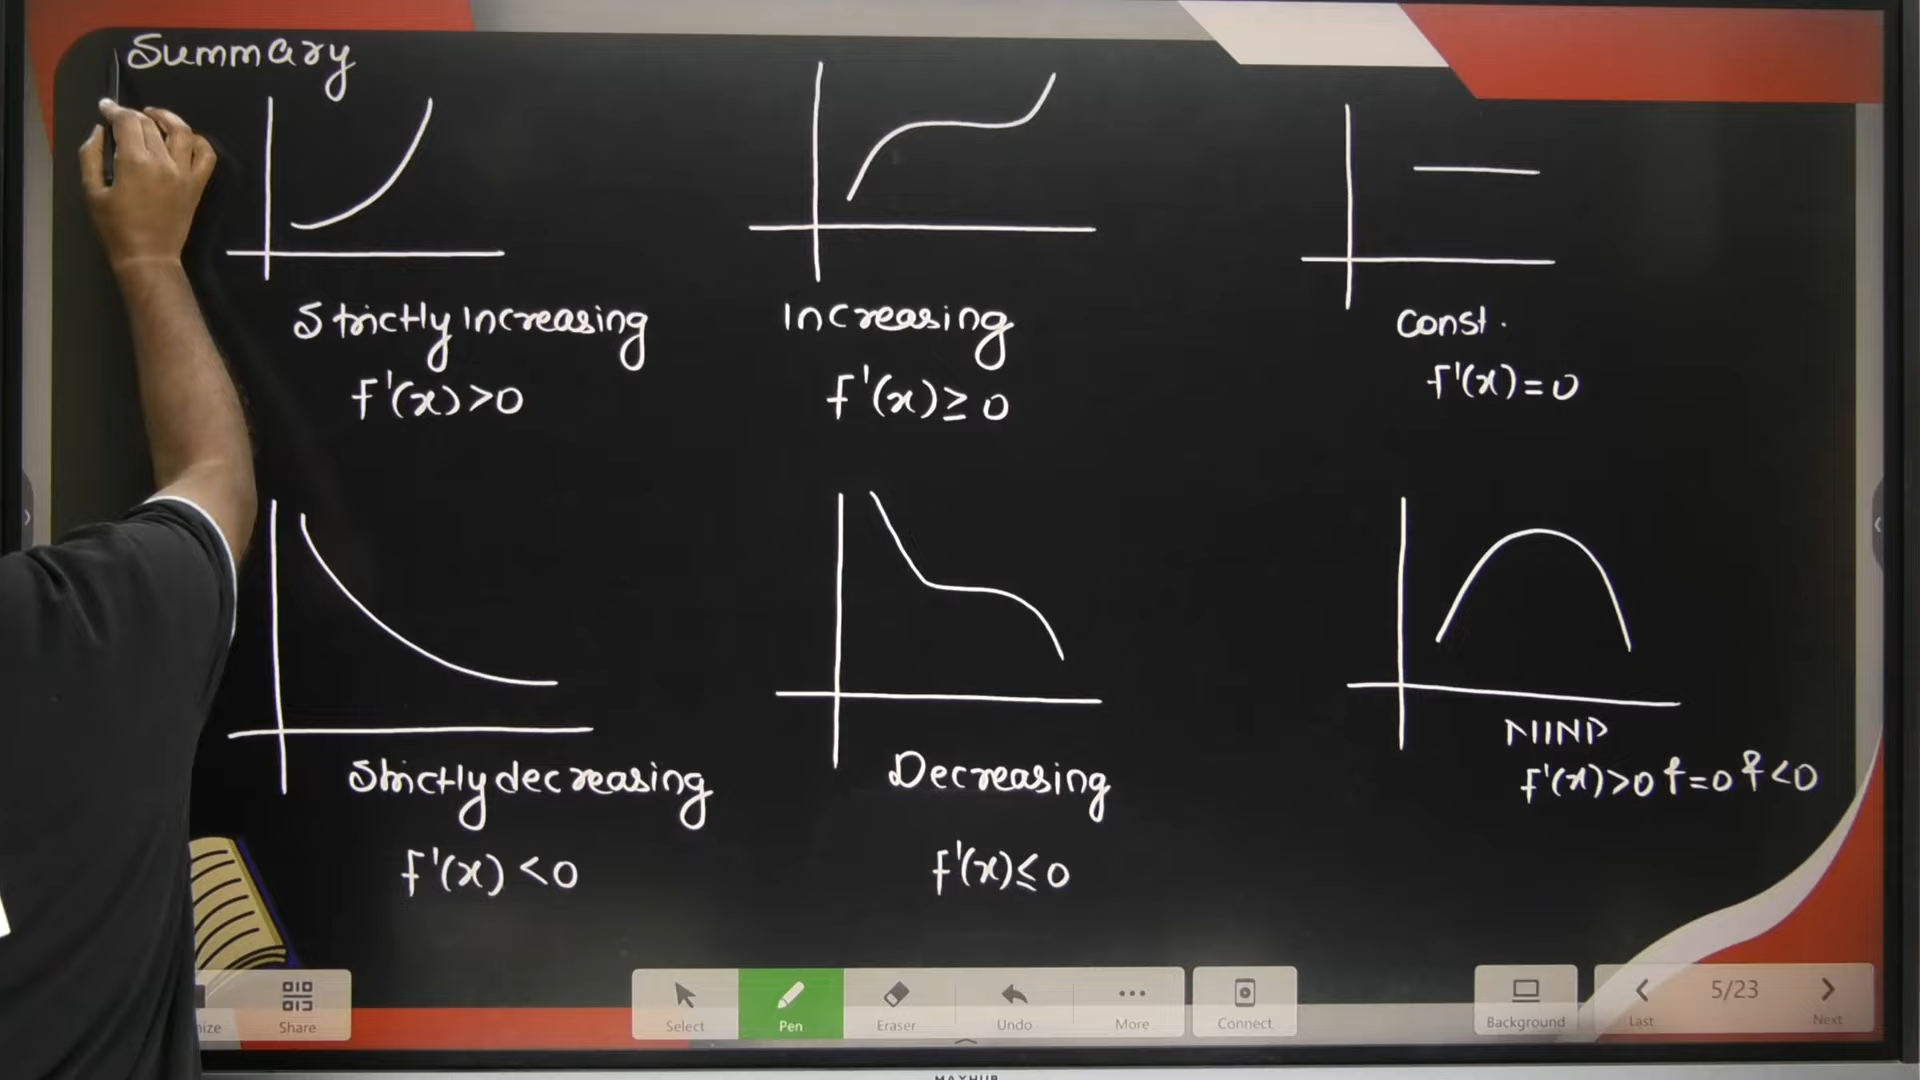 Summary
Strictly increasing
f'(x)>0
Increasing
f'(x)≥0
Const.
f'(x)=0
Strictly decreasing
f'(x)<0
Decreasing
f'(x)≤0
NIND
f'(x)>0 f=0 f<0
Share
Select
Pen
Eraser
Undo
More
Connect
Background
Last
5/23
Next
MAXHUB